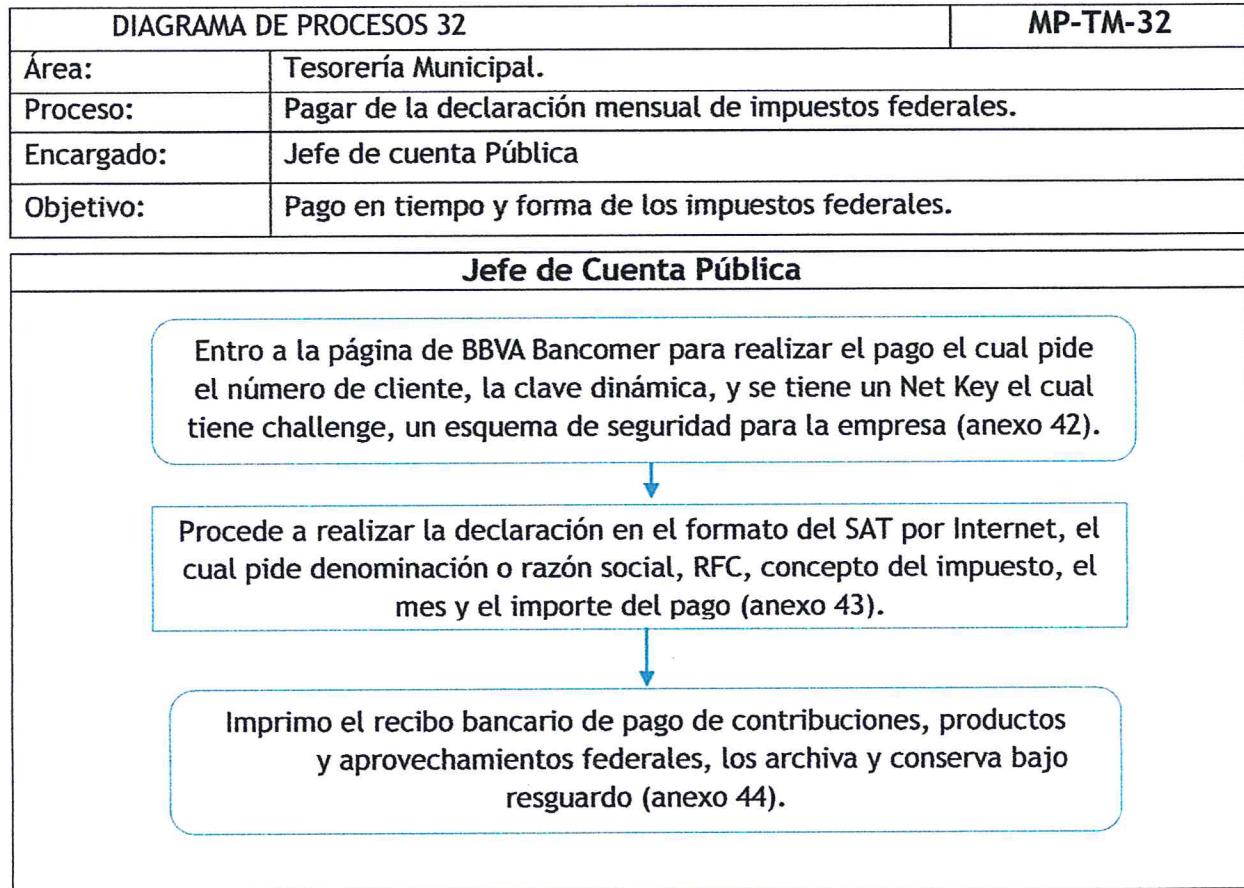 DIAGRAMA DE PROCESOS 32 MP-TM-32
Área: Tesorería Municipal.
Proceso: Pagar de la declaración mensual de impuestos federales.
Encargado: Jefe de cuenta Pública
Objetivo: Pago en tiempo y forma de los impuestos federales.
Jefe de Cuenta Pública
Entro a la página de BBVA Bancomer para realizar el pago el cual pide
el número de cliente, la clave dinámica, y se tiene un Net Key el cual
tiene challenge, un esquema de seguridad para la empresa (anexo 42).
Procede a realizar la declaración en el formato del SAT por Internet, el
cual pide denominación o razón social, RFC, concepto del impuesto, el
mes y el importe del pago (anexo 43).
Imprimo el recibo bancario de pago de contribuciones, productos
y aprovechamientos federales, los archiva y conserva bajo
resguardo (anexo 44).